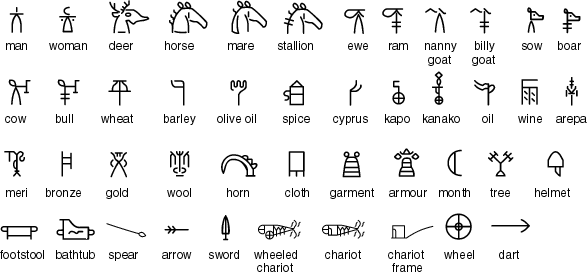 man woman deer horse mare stallion ewe ram nanny goat billy goat sow boar
cow bull wheat barley olive oil spice cyprus kapo kanako oil wine arepa
meri bronze gold wool horn cloth garment armour month tree helmet
footstool bathtub spear arrow sword wheeled chariot chariot chariot frame wheel dart